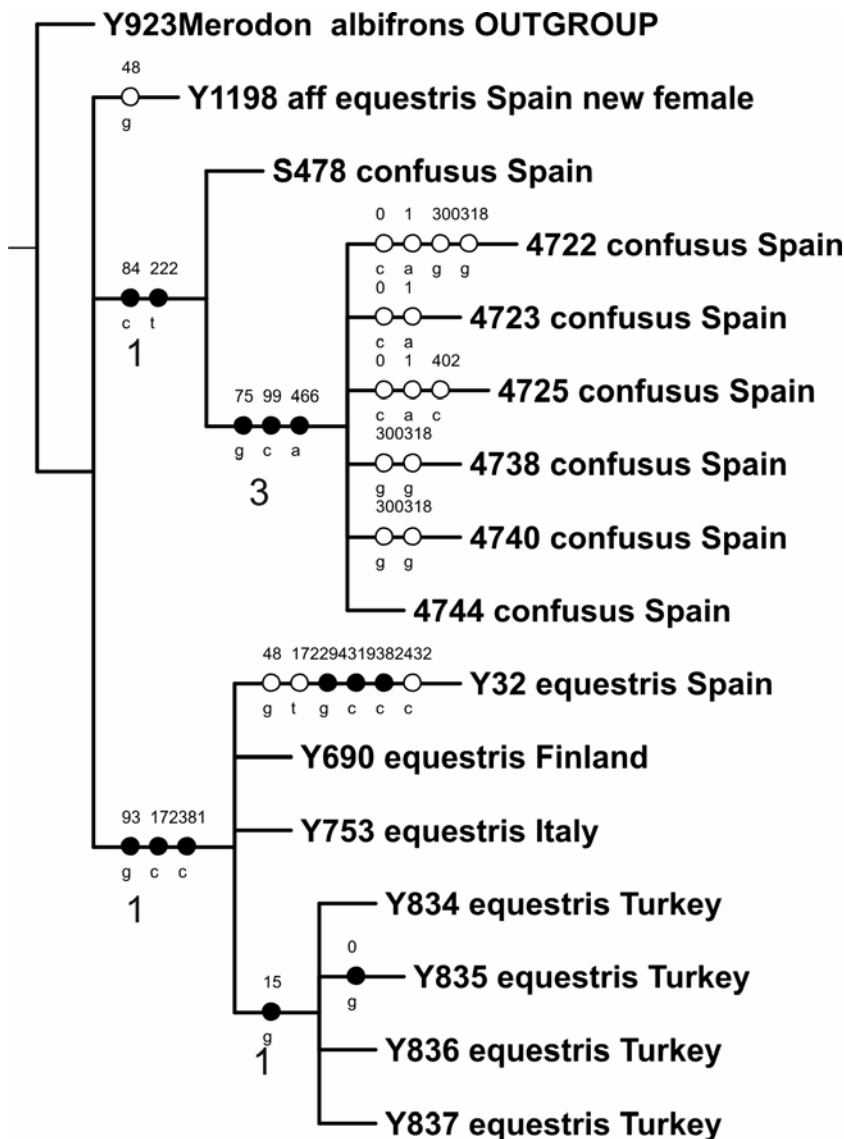 Y923Merodon albifrons OUTGROUP
48
Y1198 aff equestris Spain new female
g
S478 confusus Spain
0 1 300318
4722 confusus Spain
c a g g
84 222
c t
1
0 1
4723 confusus Spain
c a
0 1 402
4725 confusus Spain
c a c
75 99 466
g c a
3
300318
4738 confusus Spain
g g
300318
4740 confusus Spain
g g
4744 confusus Spain
48 172294319382432
Y32 equestris Spain
g t g c c c
Y690 equestris Finland
93 172381
g c c
1
Y753 equestris Italy
Y834 equestris Turkey
0
Y835 equestris Turkey
g
15
g
1
Y836 equestris Turkey
Y837 equestris Turkey